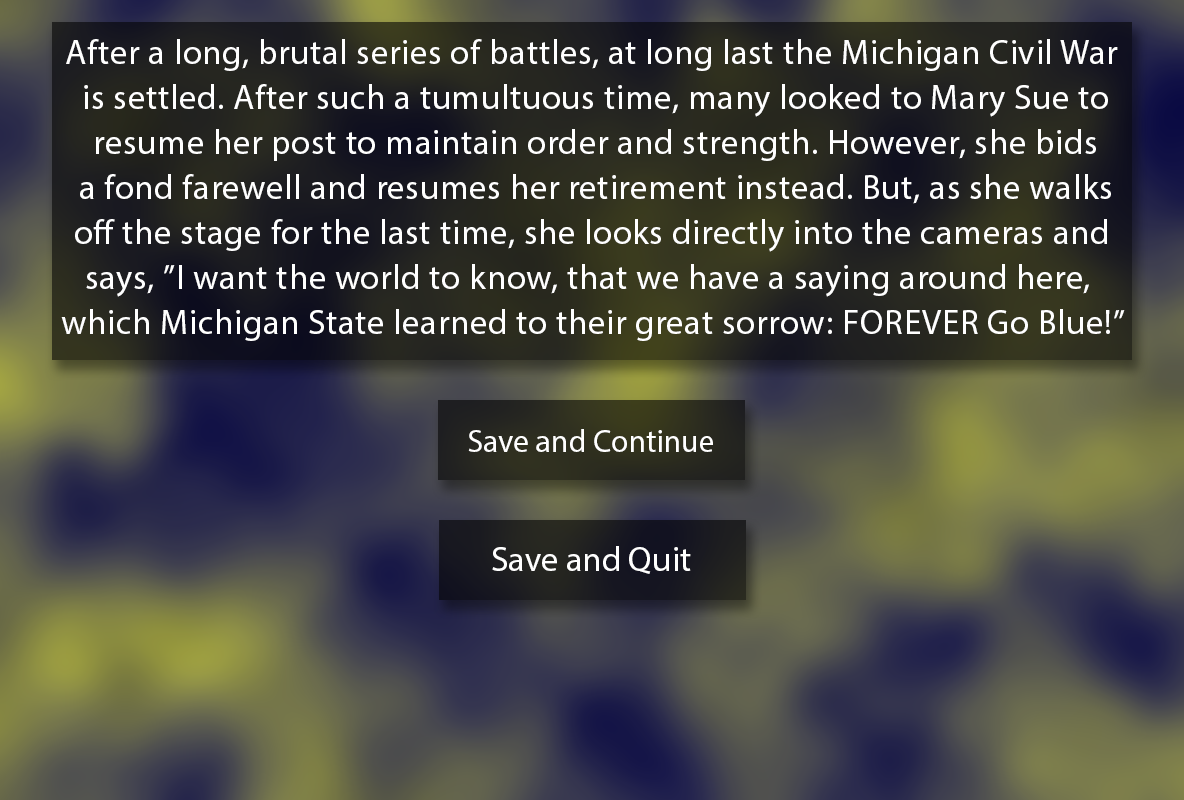 After a long, brutal series of battles, at long last the Michigan Civil War
is settled. After such a tumultuous time, many looked to Mary Sue to
resume her post to maintain order and strength. However, she bids
a fond farewell and resumes her retirement instead. But, as she walks
off the stage for the last time, she looks directly into the cameras and
says, ”I want the world to know, that we have a saying around here,
which Michigan State learned to their great sorrow: FOREVER Go Blue!”
Save and Continue
Save and Quit